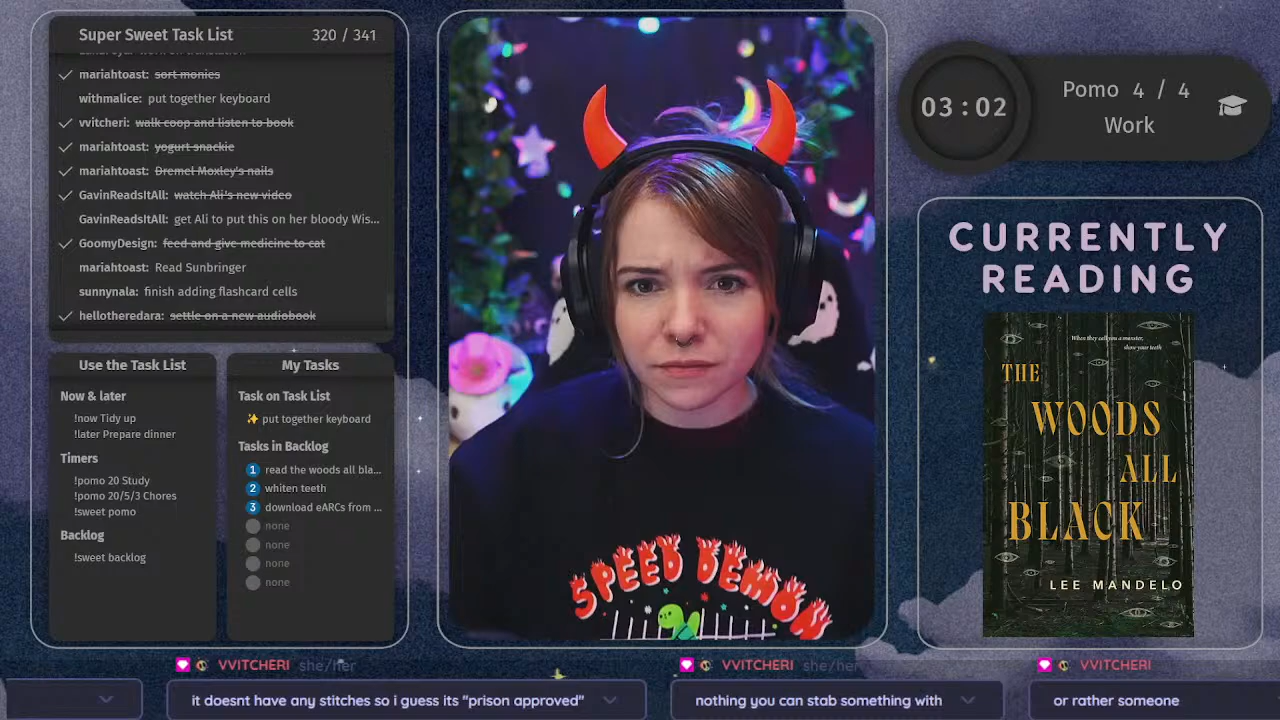 Super Sweet Task List 320 / 341
mariahtoast: sort monies
withmalice: put together keyboard
vvitcheri: walk coop and listen to book
mariahtoast: yogurt snackie
mariahtoast: Dremel Moxley's nails
GavinReadsItAll: watch Ali's new video
GavinReadsItAll: get Ali to put this on her bloody Wis...
GoomyDesign: feed and give medicine to cat
mariahtoast: Read Sunbringer
sunnynala: finish adding flashcard cells
hellotheredara: settle on a new audiobook
Use the Task List
Now & later
!now Tidy up
!later Prepare dinner
Timers
!pomo 20 Study
!pomo 20/5/3 Chores
!sweet pomo
Backlog
!sweet backlog
My Tasks
Task on Task List
✨ put together keyboard
Tasks in Backlog
1 read the woods all bla...
2 whiten teeth
3 download eARCs from ...
none
none
none
none
SPEED DEMON
03:02
Pomo 4 / 4
Work
CURRENTLY
READING
When they call you a monster,
show your teeth
THE
WOODS
ALL
BLACK
LEE MANDELO
VVITCHERI she/her
it doesnt have any stitches so i guess its "prison approved"
VVITCHERI she/her
nothing you can stab something with
VVITCHERI
or rather someone